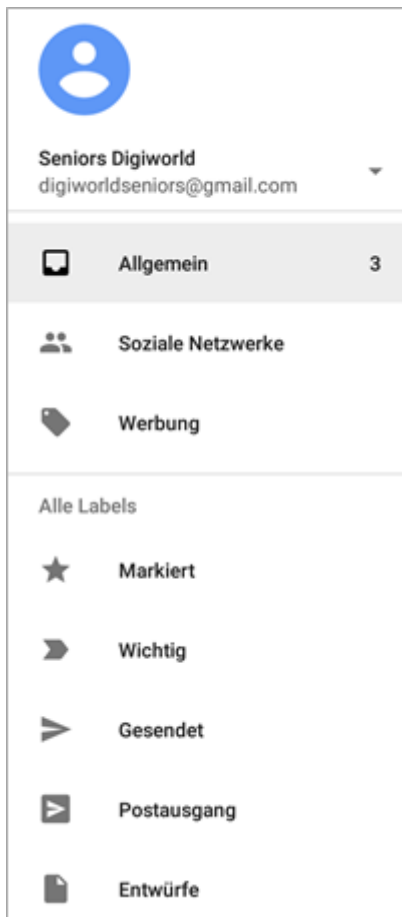 Seniors Digiworld
digiworldseniors@gmail.com
Allgemein 3
Soziale Netzwerke
Werbung
Alle Labels
Markiert
Wichtig
Gesendet
Postausgang
Entwürfe